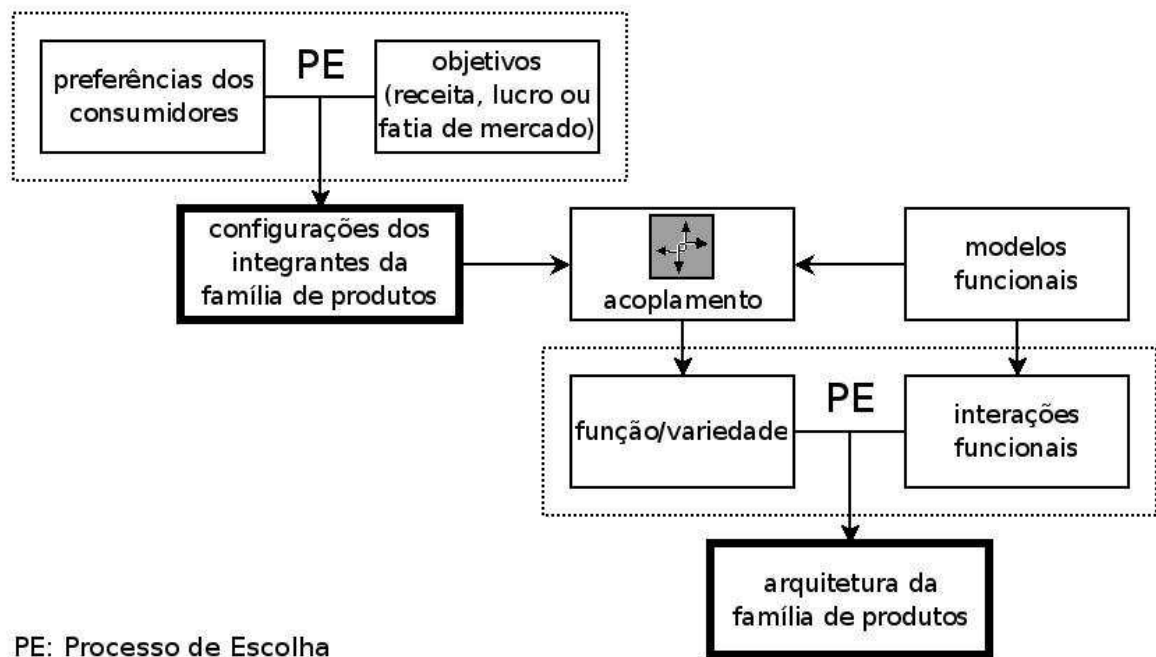 preferências dos
consumidores
PE
objetivos
(receita, lucro ou
fatia de mercado)
configurações dos
integrantes da
família de produtos
acoplamento
modelos
funcionais
função/variedade
PE
interações
funcionais
arquitetura da
família de produtos
PE: Processo de Escolha